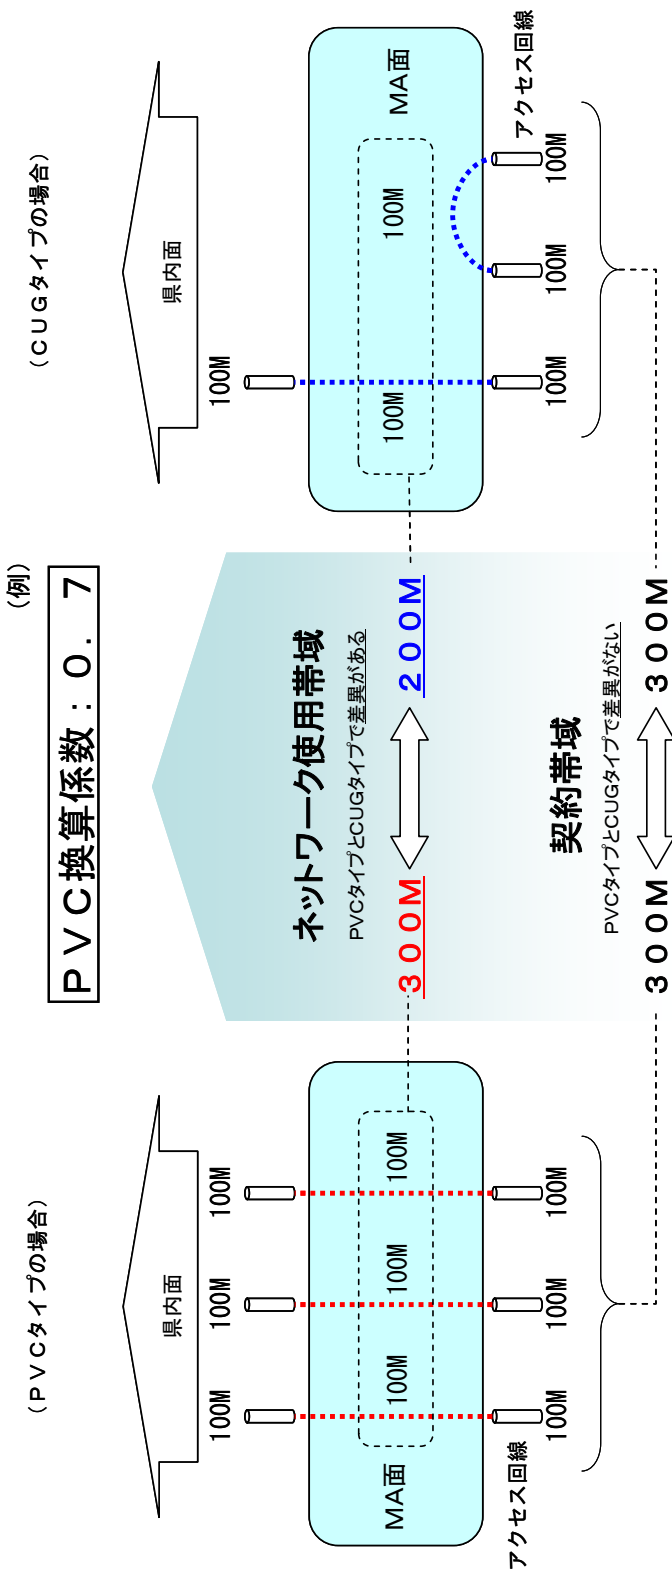 (例)
ＰＶＣ換算係数：０．７
(ＰＶＣタイプの場合)
県内面
100M
100M
100M
100M
100M
100M
MA面
100M
100M
100M
アクセス回線
ネットワーク使用帯域
PVCタイプとCUGタイプで差異がある
３００Ｍ
２００Ｍ
契約帯域
PVCタイプとCUGタイプで差異がない
３００Ｍ
３００Ｍ
(ＣＵＧタイプの場合)
県内面
100M
100M
100M
MA面
100M
100M
100M
アクセス回線